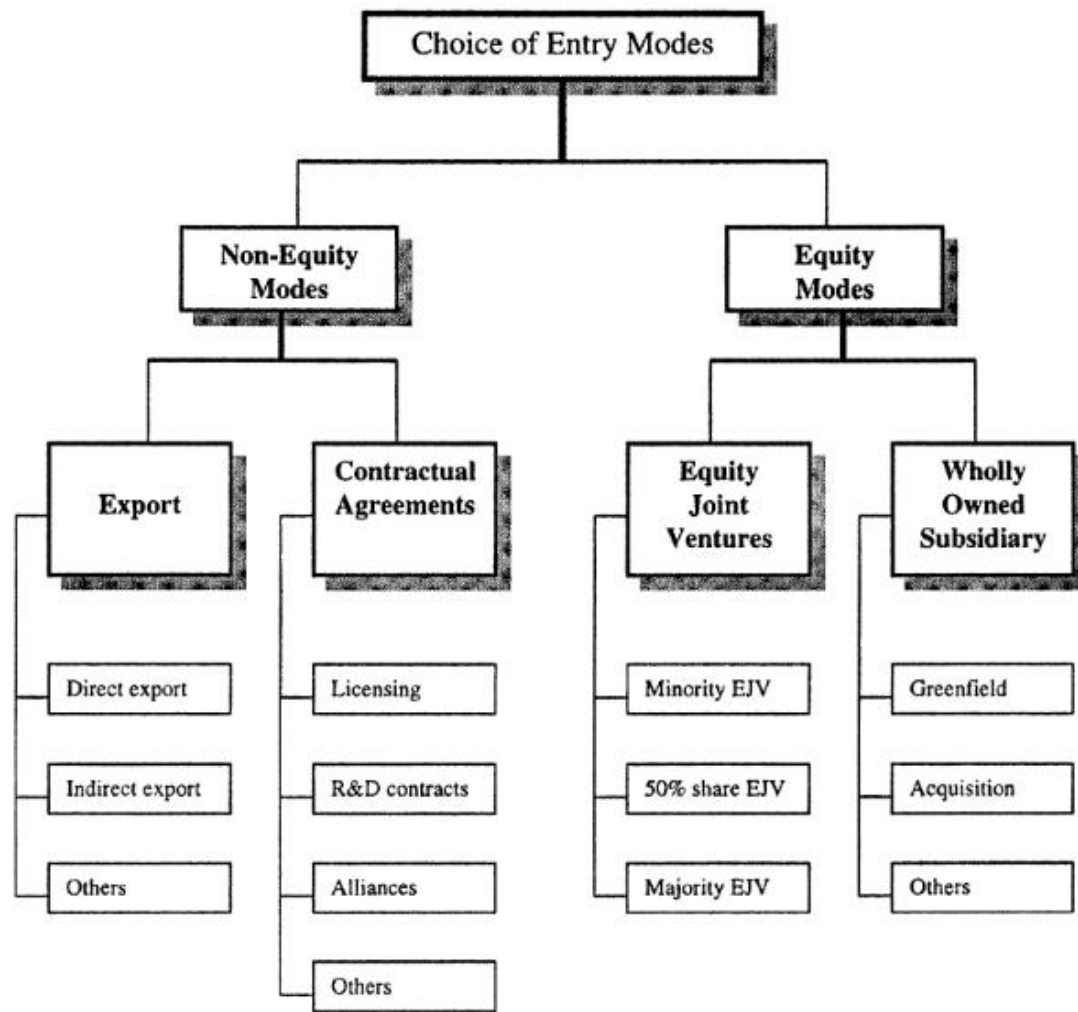 Choice of Entry Modes
Non-Equity
Modes
Equity
Modes
Export
Contractual
Agreements
Equity
Joint
Ventures
Wholly
Owned
Subsidiary
Direct export
Licensing
Minority EJV
Greenfield
Indirect export
R&D contracts
50% share EJV
Acquisition
Others
Alliances
Majority EJV
Others
Others